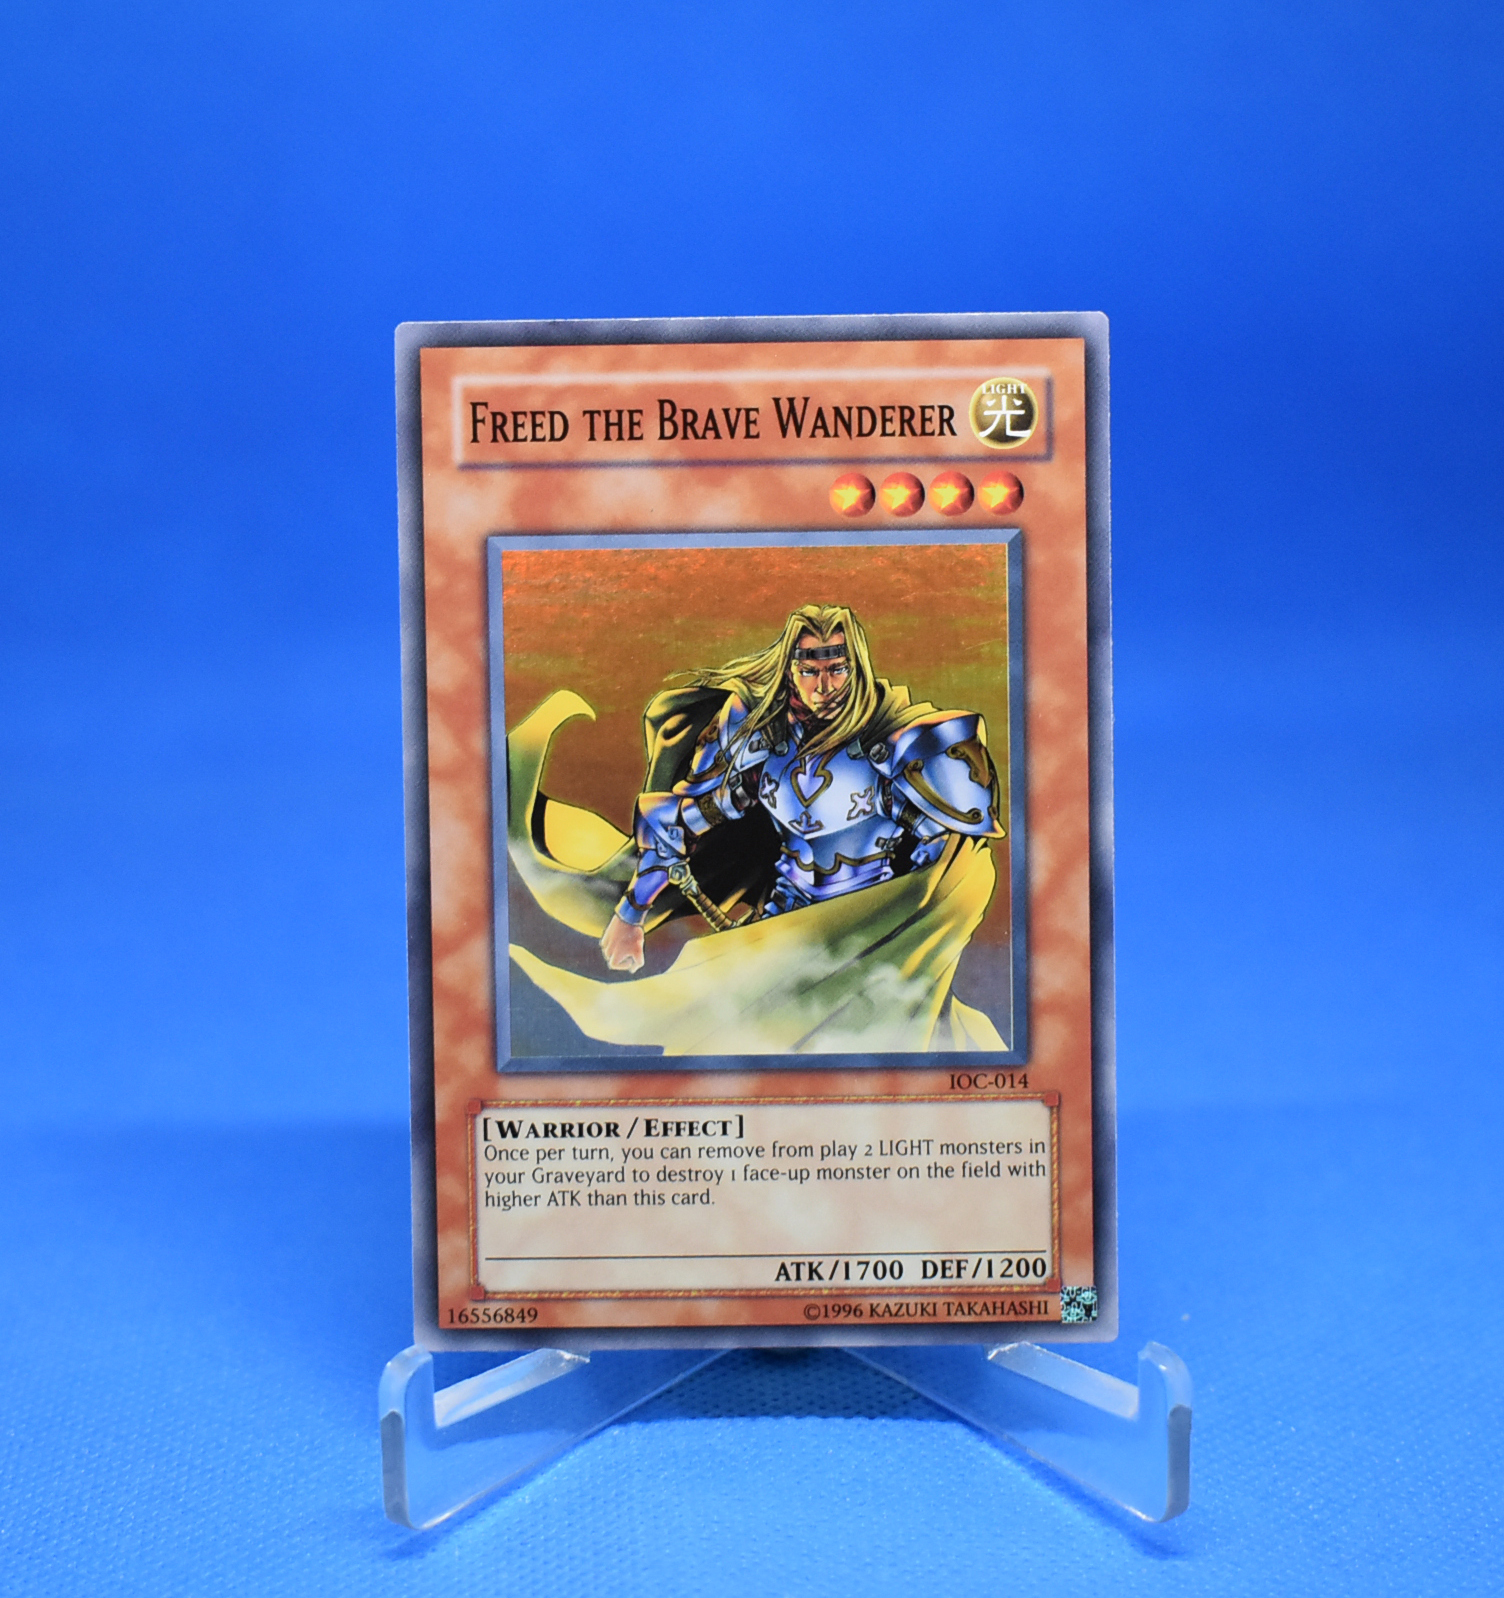 FREED THE BRAVE WANDERER
LIGHT
光
IOC-014
[WARRIOR / EFFECT]
Once per turn, you can remove from play 2 LIGHT monsters in
your Graveyard to destroy 1 face-up monster on the field with
higher ATK than this card.
ATK/1700 DEF/1200
16556849
©1996 KAZUKI TAKAHASHI